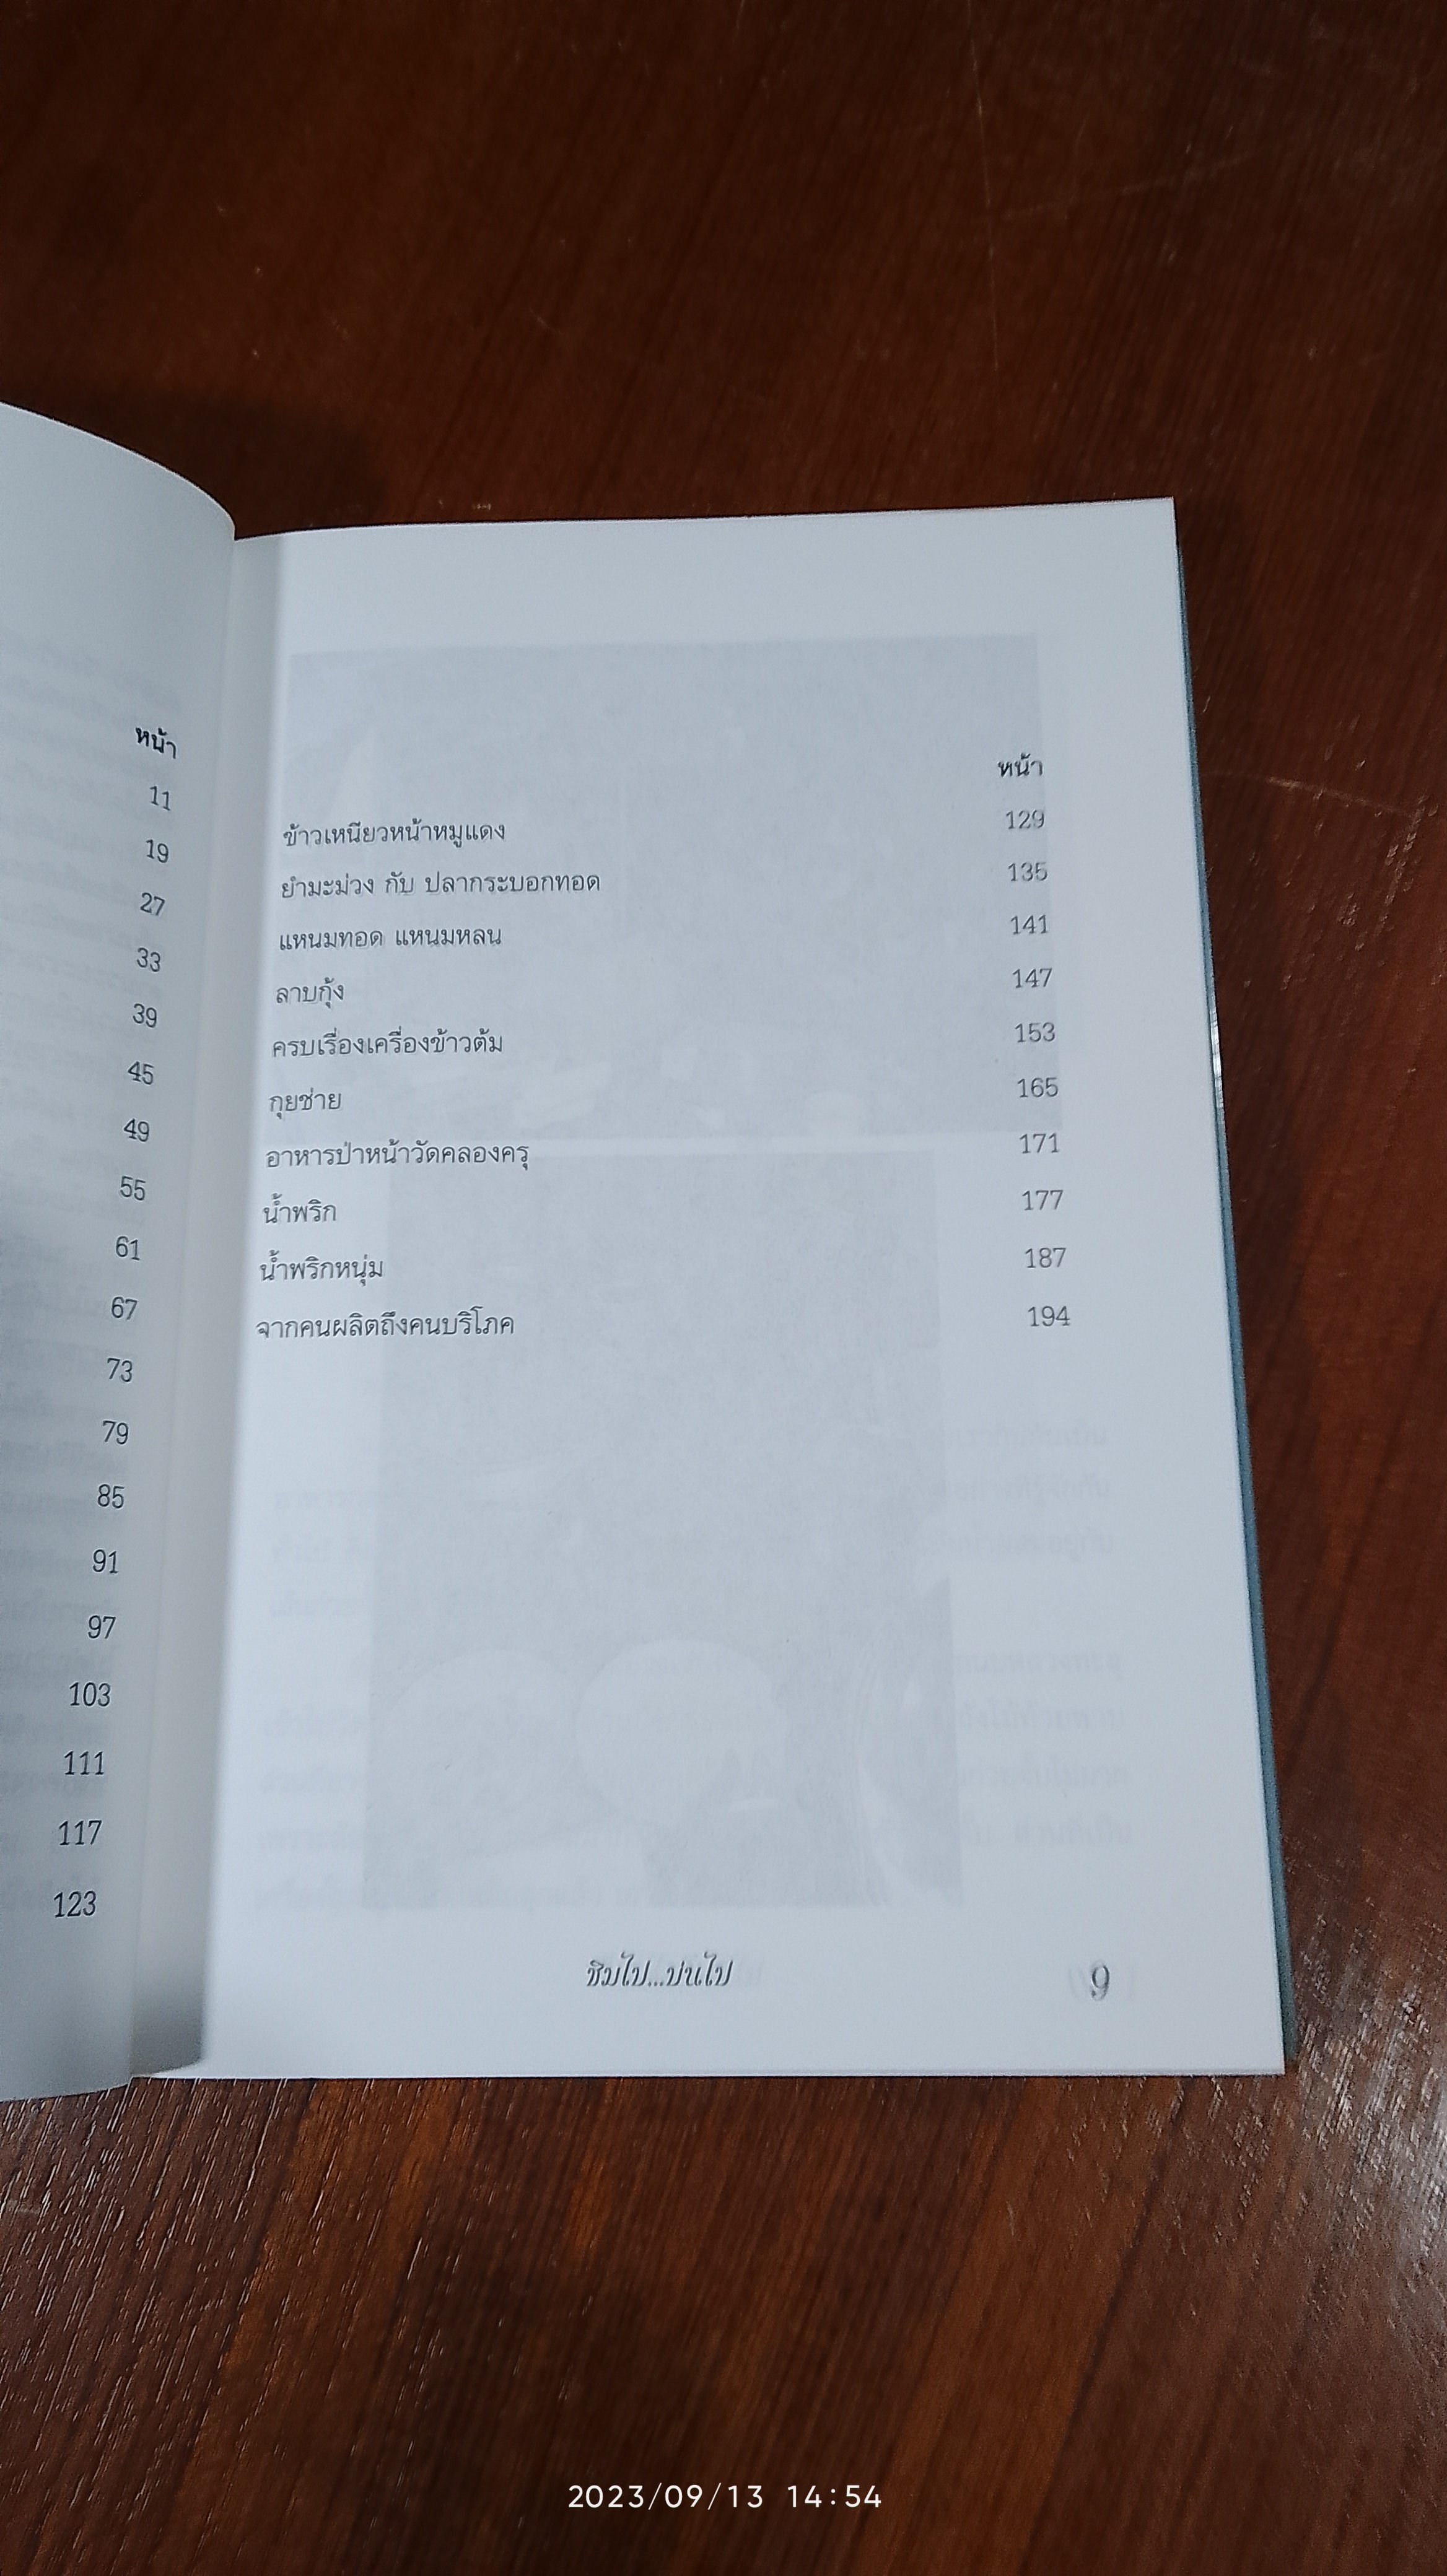 หน้า
11
19
27
33
39
45
49
55
61
67
73
79
85
91
97
103
111
117
123
หน้า
ข้าวเหนียวหน้าหมูแดง 129
ยำมะม่วง กับ ปลากระบอกทอด 135
แหนมทอด แหนมหลน 141
ลาบกุ้ง 147
ครบเรื่องเครื่องข้าวต้ม 153
กุยช่าย 165
อาหารป่าหน้าวัดคลองครุ 171
น้ำพริก 177
น้ำพริกหนุ่ม 187
จากคนผลิตถึงคนบริโภค 194
ชิมไป...บ่นไป 9
2023/09/13 14:54